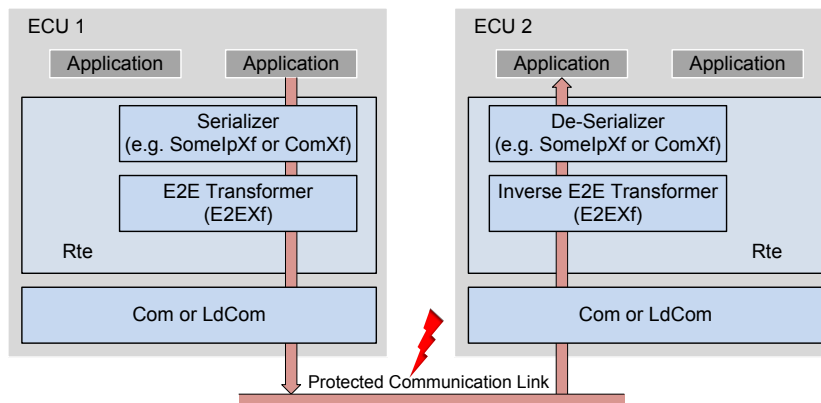 ECU 1
Application
Application
Serializer
(e.g. SomeIpXf or ComXf)
E2E Transformer
(E2EXf)
Rte
Com or LdCom
ECU 2
Application
Application
De-Serializer
(e.g. SomeIpXf or ComXf)
Inverse E2E Transformer
(E2EXf)
Rte
Com or LdCom
Protected Communication Link